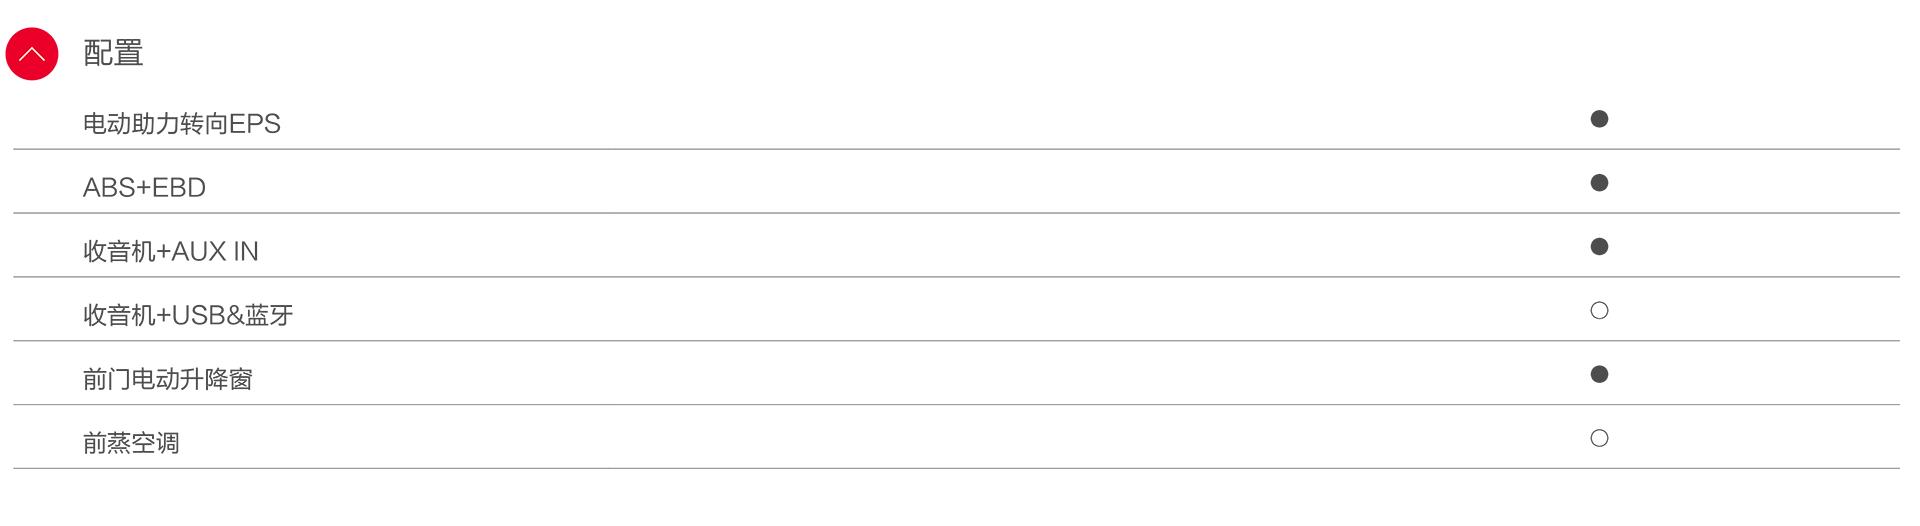 配置
电动助力转向EPS
ABS+EBD
收音机+AUX IN
收音机+USB&蓝牙
前门电动升降窗
前蒸空调